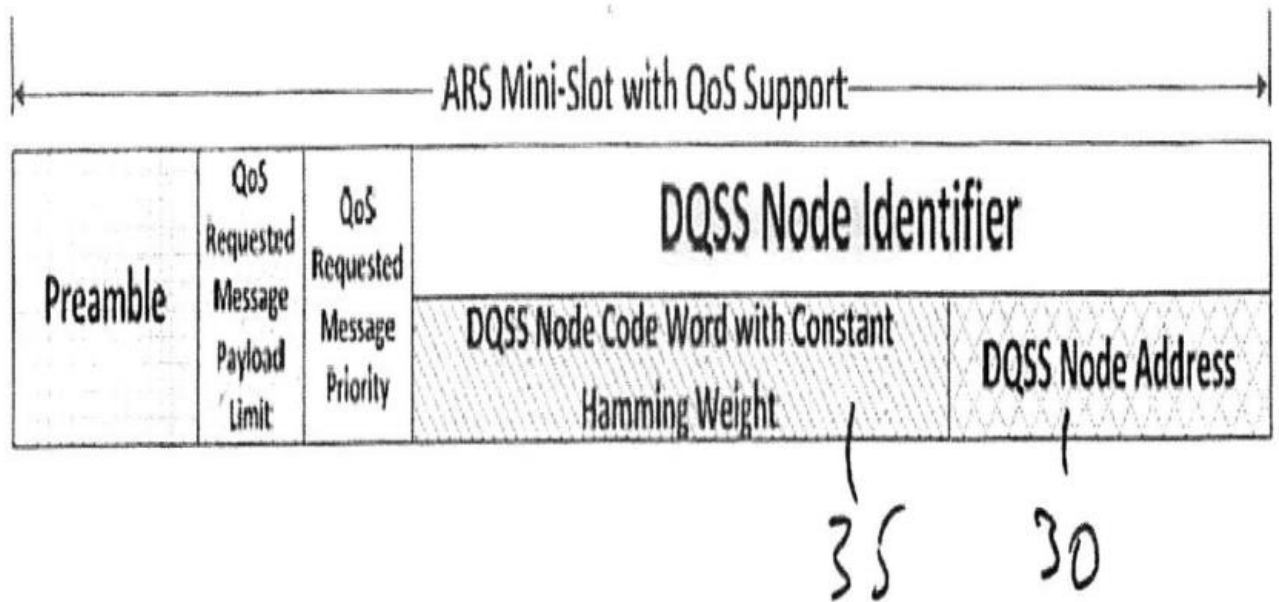 ARS Mini-Slot with QoS Support
Preamble
QoS
Requested
Message
Payload
Limit
QoS
Requested
Message
Priority
DQSS Node Identifier
DQSS Node Code Word with Constant
Hamming Weight
DQSS Node Address
35
30